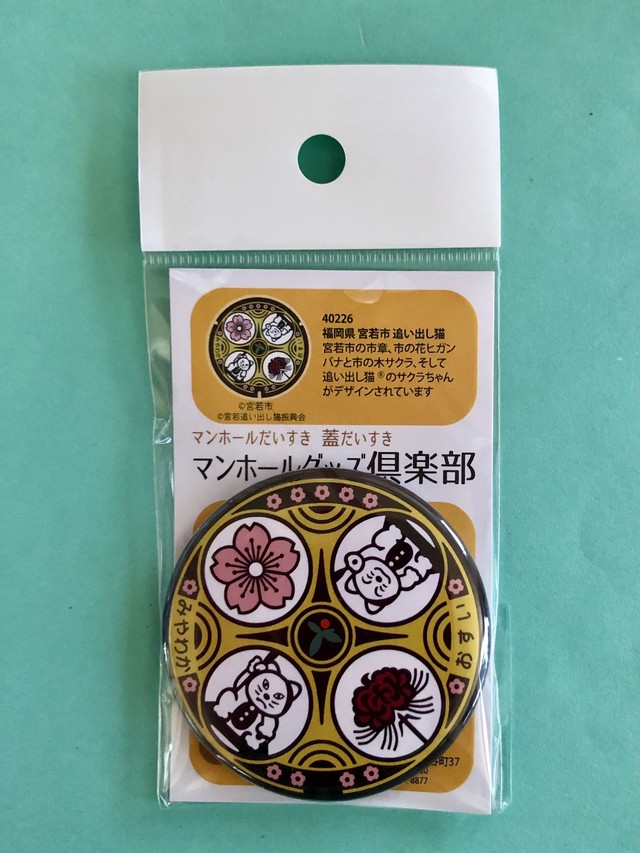 40226
福岡県 宮若市 追い出し猫
宮若市の市章、市の花ヒガン
バナと市の木サクラ、そして
追い出し猫®のサクラちゃん
がデザインされています
©宮若市
©宮若追い出し猫振興会
マンホールだいすき 蓋だいすき
マンホールグッズ倶楽部
みやわか
町37
8877